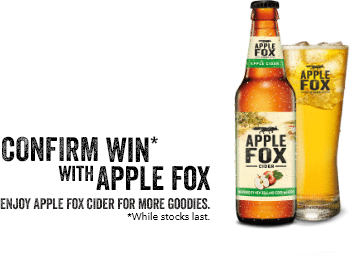 APPLE
FOX
APPLE CIDER
APPLE
FOX
CIDER
APPLE
FOX
CIDER
CONFIRM WIN*
WITH APPLE FOX
ENJOY APPLE FOX CIDER FOR MORE GOODIES.
*While stocks last.